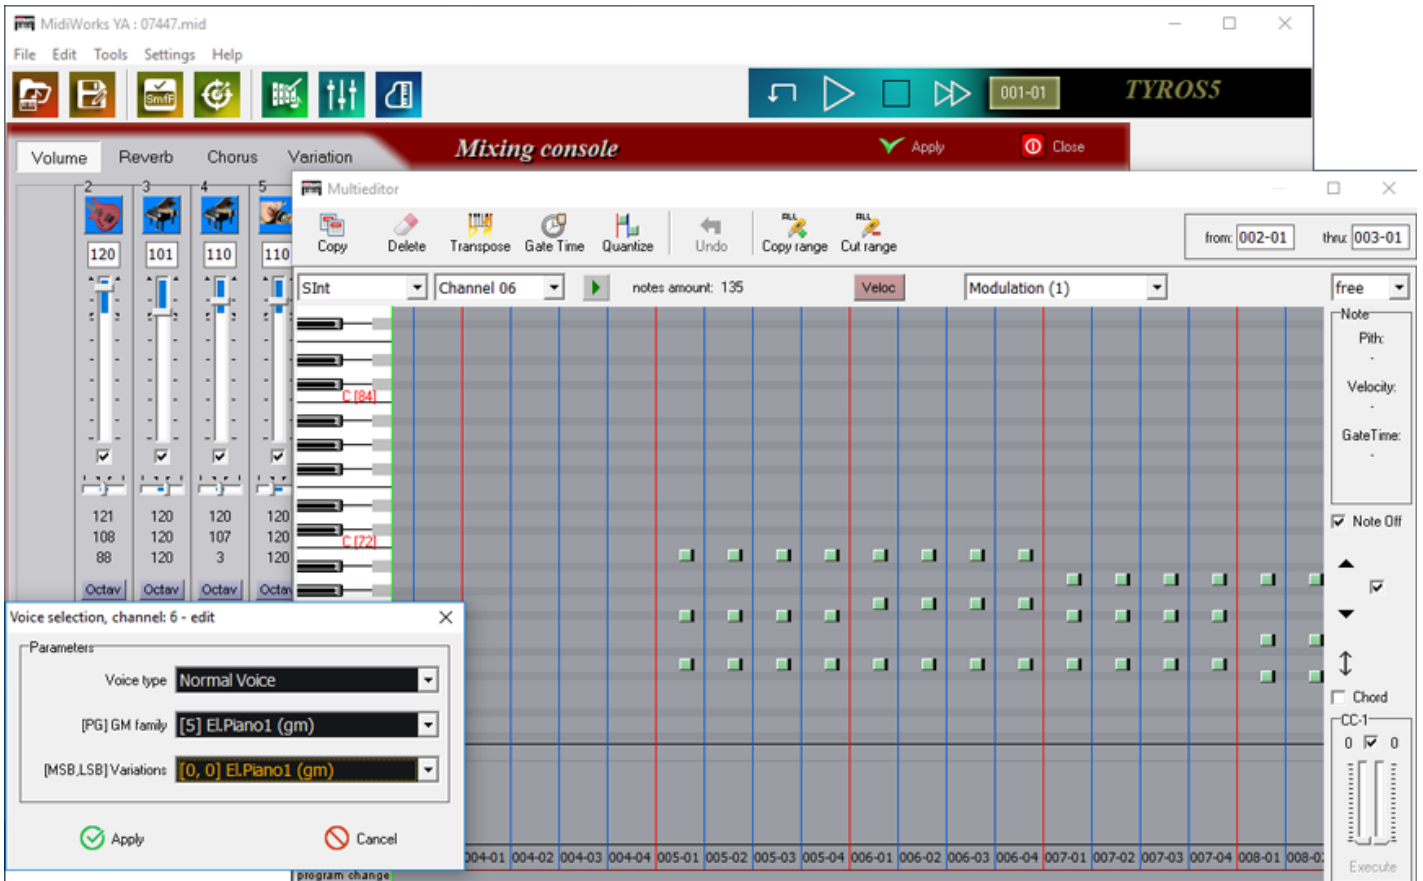 MidiWorks YA : 07447.mid
File Edit Tools Settings Help
SmfF
001-01
TYROS5
Volume Reverb Chorus Variation
Mixing console
Apply
Close
2 3 4 5
120 101 110 110
121 120 120 120
108 120 107 120
88 120 3 120
Octav Octav Octav Octav
Multieditor
Copy Delete Transpose Gate Time Quantize Undo ALL Copy range ALL Cut range
from: 002-01 thru: 003-01
SInt Channel 06 notes amount: 135 Veloc Modulation (1) free
C [84]
C [72]
Note
Pith:
-
Velocity:
-
GateTime:
-
Note Off
Chord
CC-1
0 0
Execute
004-01 004-02 004-03 004-04 005-01 005-02 005-03 005-04 006-01 006-02 006-03 006-04 007-01 007-02 007-03 007-04 008-01 008-02
program change
Voice selection, channel: 6 - edit
Parameters
Voice type Normal Voice
[PG] GM family [5] El.Piano1 (gm)
[MSB,LSB] Variations [0, 0] El.Piano1 (gm)
Apply Cancel